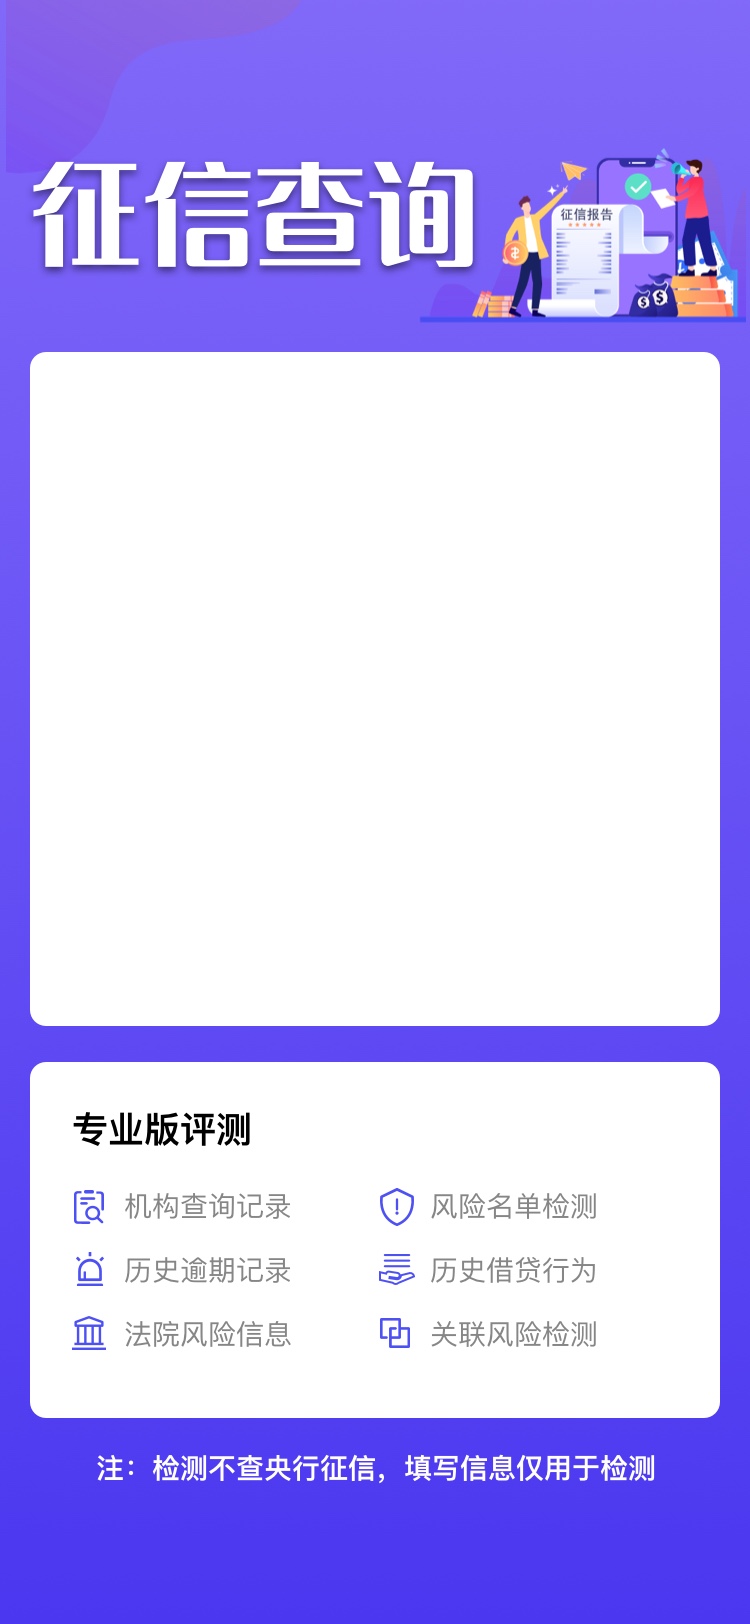 征信查询
征信报告
专业版评测
机构查询记录
风险名单检测
历史逾期记录
历史借贷行为
法院风险信息
关联风险检测
注：检测不查央行征信，填写信息仅用于检测